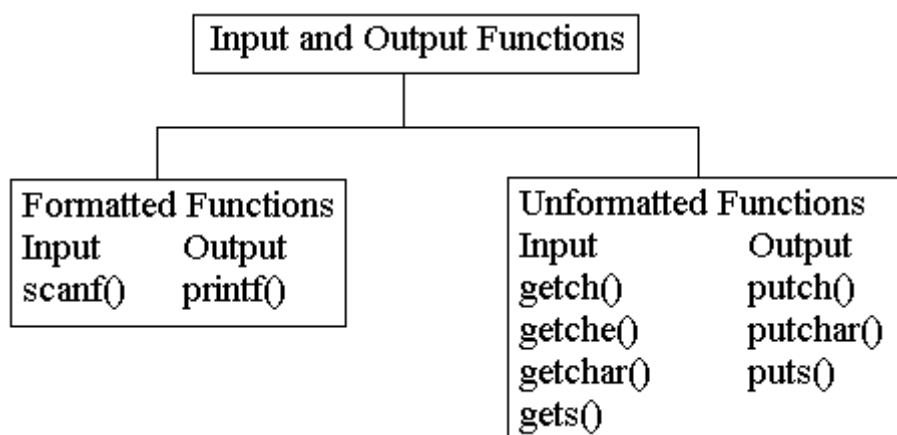 Input and Output Functions
Formatted Functions
Input Output
scanf() printf()
Unformatted Functions
Input Output
getch() putch()
getche() putchar()
getchar() puts()
gets()